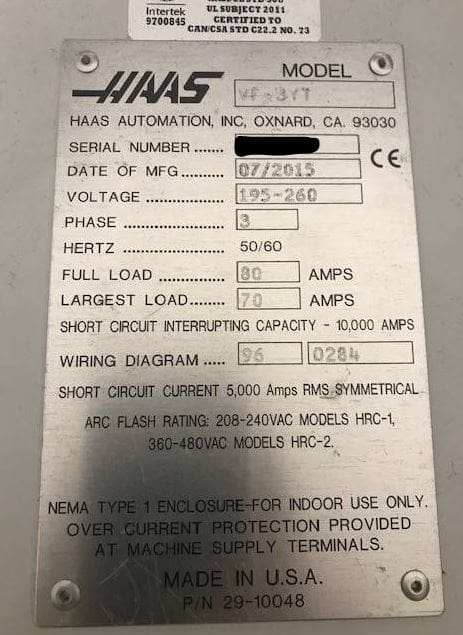 Intertek
9700845
UL SUBJECT 2011
CERTIFIED TO
CAN/CSA STD C22.2 NO. 73
HAAS
MODEL
VF-3YT
HAAS AUTOMATION, INC, OXNARD, CA. 93030
SERIAL NUMBER ......
CE
DATE OF MFG...... 07/2015
VOLTAGE ................ 195-260
PHASE .................... 3
HERTZ .................... 50/60
FULL LOAD ............. 80 AMPS
LARGEST LOAD....... 70 AMPS
SHORT CIRCUIT INTERRUPTING CAPACITY - 10,000 AMPS
WIRING DIAGRAM ..... 96 0284
SHORT CIRCUIT CURRENT 5,000 Amps RMS SYMMETRICAL
ARC FLASH RATING: 208-240VAC MODELS HRC-1,
360-480VAC MODELS HRC-2.
NEMA TYPE 1 ENCLOSURE-FOR INDOOR USE ONLY.
OVER CURRENT PROTECTION PROVIDED
AT MACHINE SUPPLY TERMINALS.
MADE IN U.S.A.
P/N 29-10048